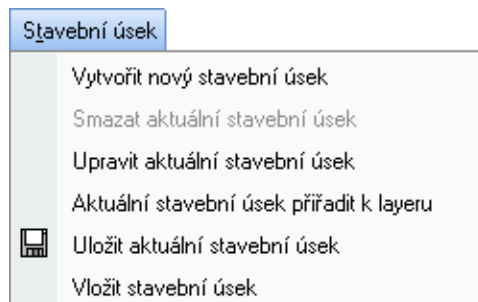 Stavební úsek
Vytvořit nový stavební úsek
Smazat aktuální stavební úsek
Upravit aktuální stavební úsek
Aktuální stavební úsek přiřadit k layeru
Uložit aktuální stavební úsek
Vložit stavební úsek